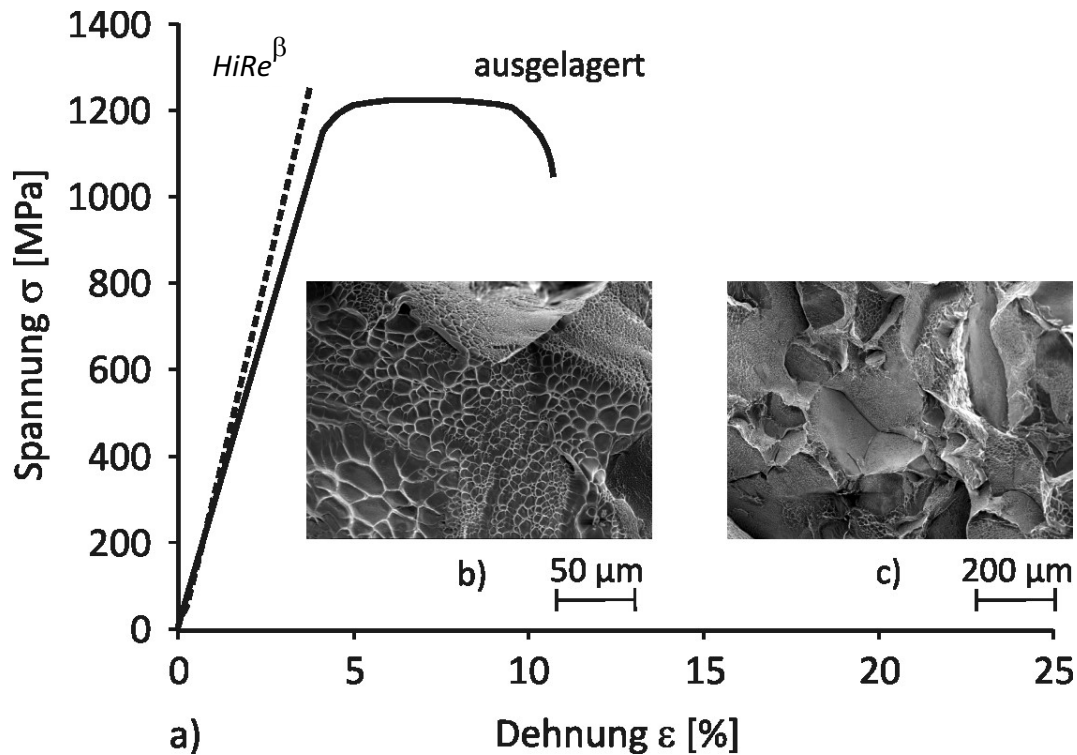 1400
HiRe^β
ausgelagert
1200
1000
800
600
400
200
0
Spannung σ [MPa]
b)
50 µm
c)
200 µm
0 5 10 15 20 25
a)
Dehnung ε [%]